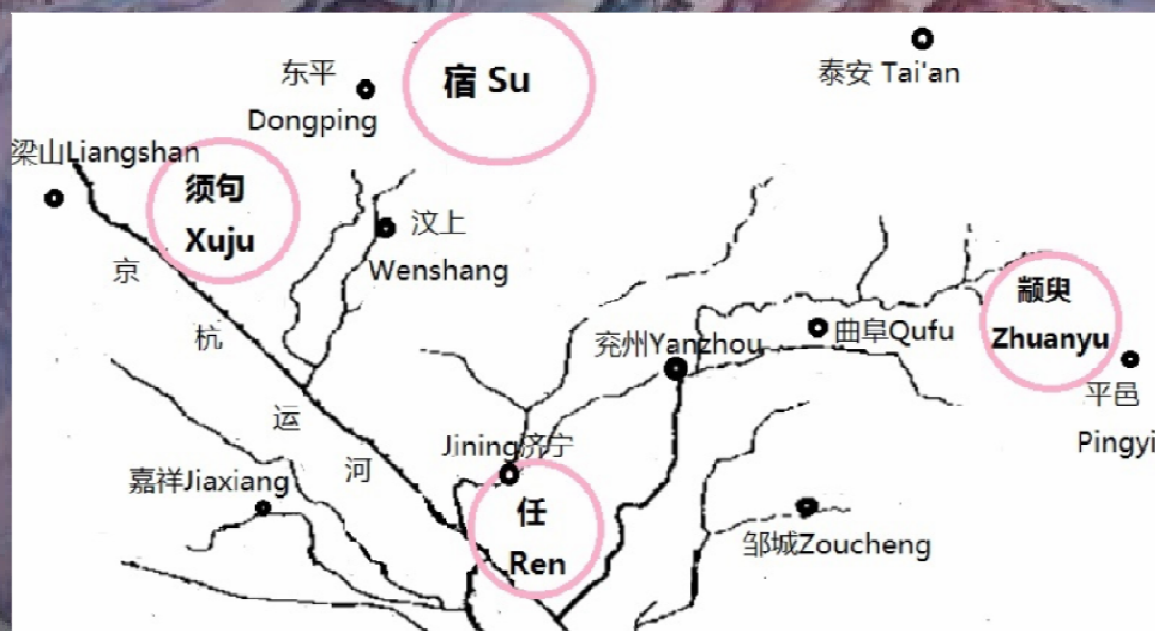 东平
Dongping
宿 Su
泰安 Tai'an
梁山Liangshan
须句
Xuju
汶上
Wenshang
京
杭
运
河
兖州Yanzhou
曲阜Qufu
颛臾
Zhuanyu
平邑
Pingyi
Jining济宁
嘉祥Jiaxiang
任
Ren
邹城Zoucheng